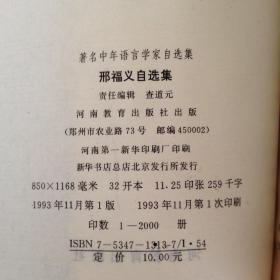 著名中年语言学家自选集
邢福义自选集
责任编辑 查道元
河南教育出版社出版
(郑州市农业路73号 邮编450002)
河南第一新华印刷厂印刷
新华书店总店北京发行所发行
850×1168毫米 32开本 11.25印张 259千字
1993年11月第1版 1993年11月第1次印刷
印数 1—2000 册
ISBN 7-5347-1313-7/I·54
定 价 10.00元